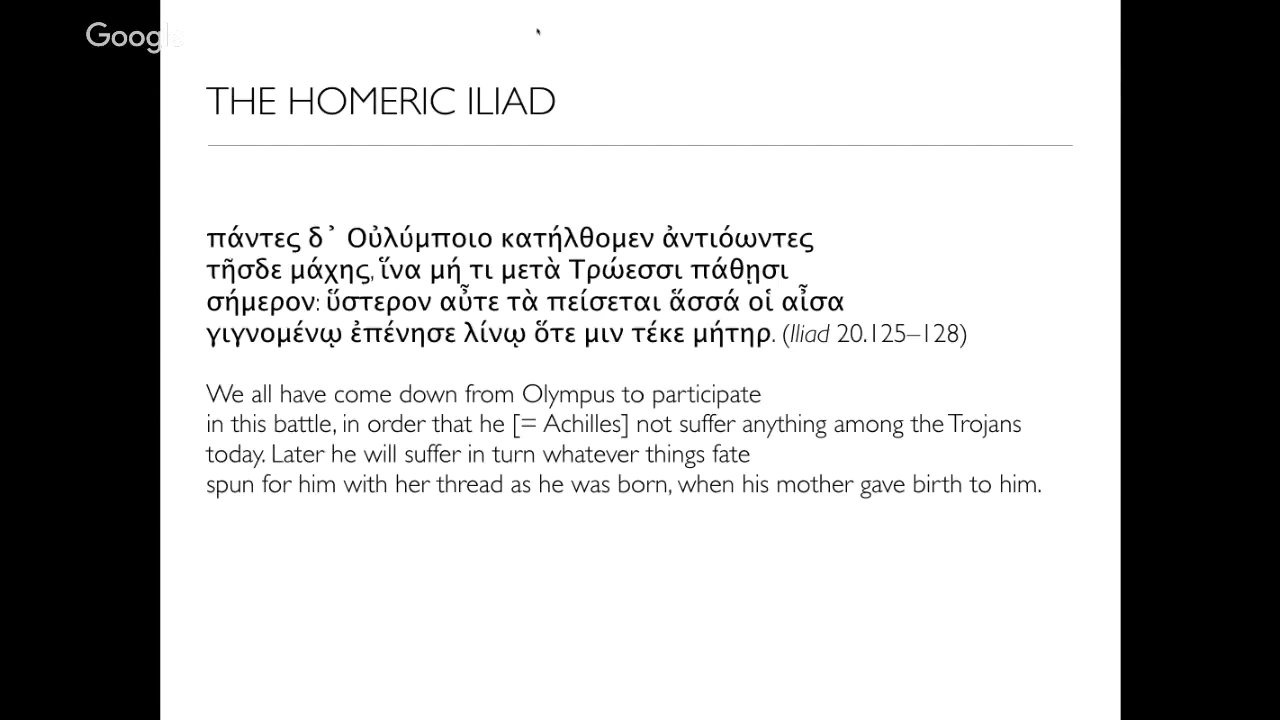 Google
THE HOMERIC ILIAD
πάντες δ᾽ Οὐλύμποιο κατήλθομεν ἀντιόωντες
τῆσδε μάχης, ἵνα μή τι μετὰ Τρώεσσι πάθῃσι
σήμερον: ὕστερον αὖτε τὰ πείσεται ἅσσά οἱ αἶσα
γιγνομένῳ ἐπένησε λίνῳ ὅτε μιν τέκε μήτηρ. (Iliad 20.125–128)
We all have come down from Olympus to participate
in this battle, in order that he [= Achilles] not suffer anything among the Trojans
today. Later he will suffer in turn whatever things fate
spun for him with her thread as he was born, when his mother gave birth to him.